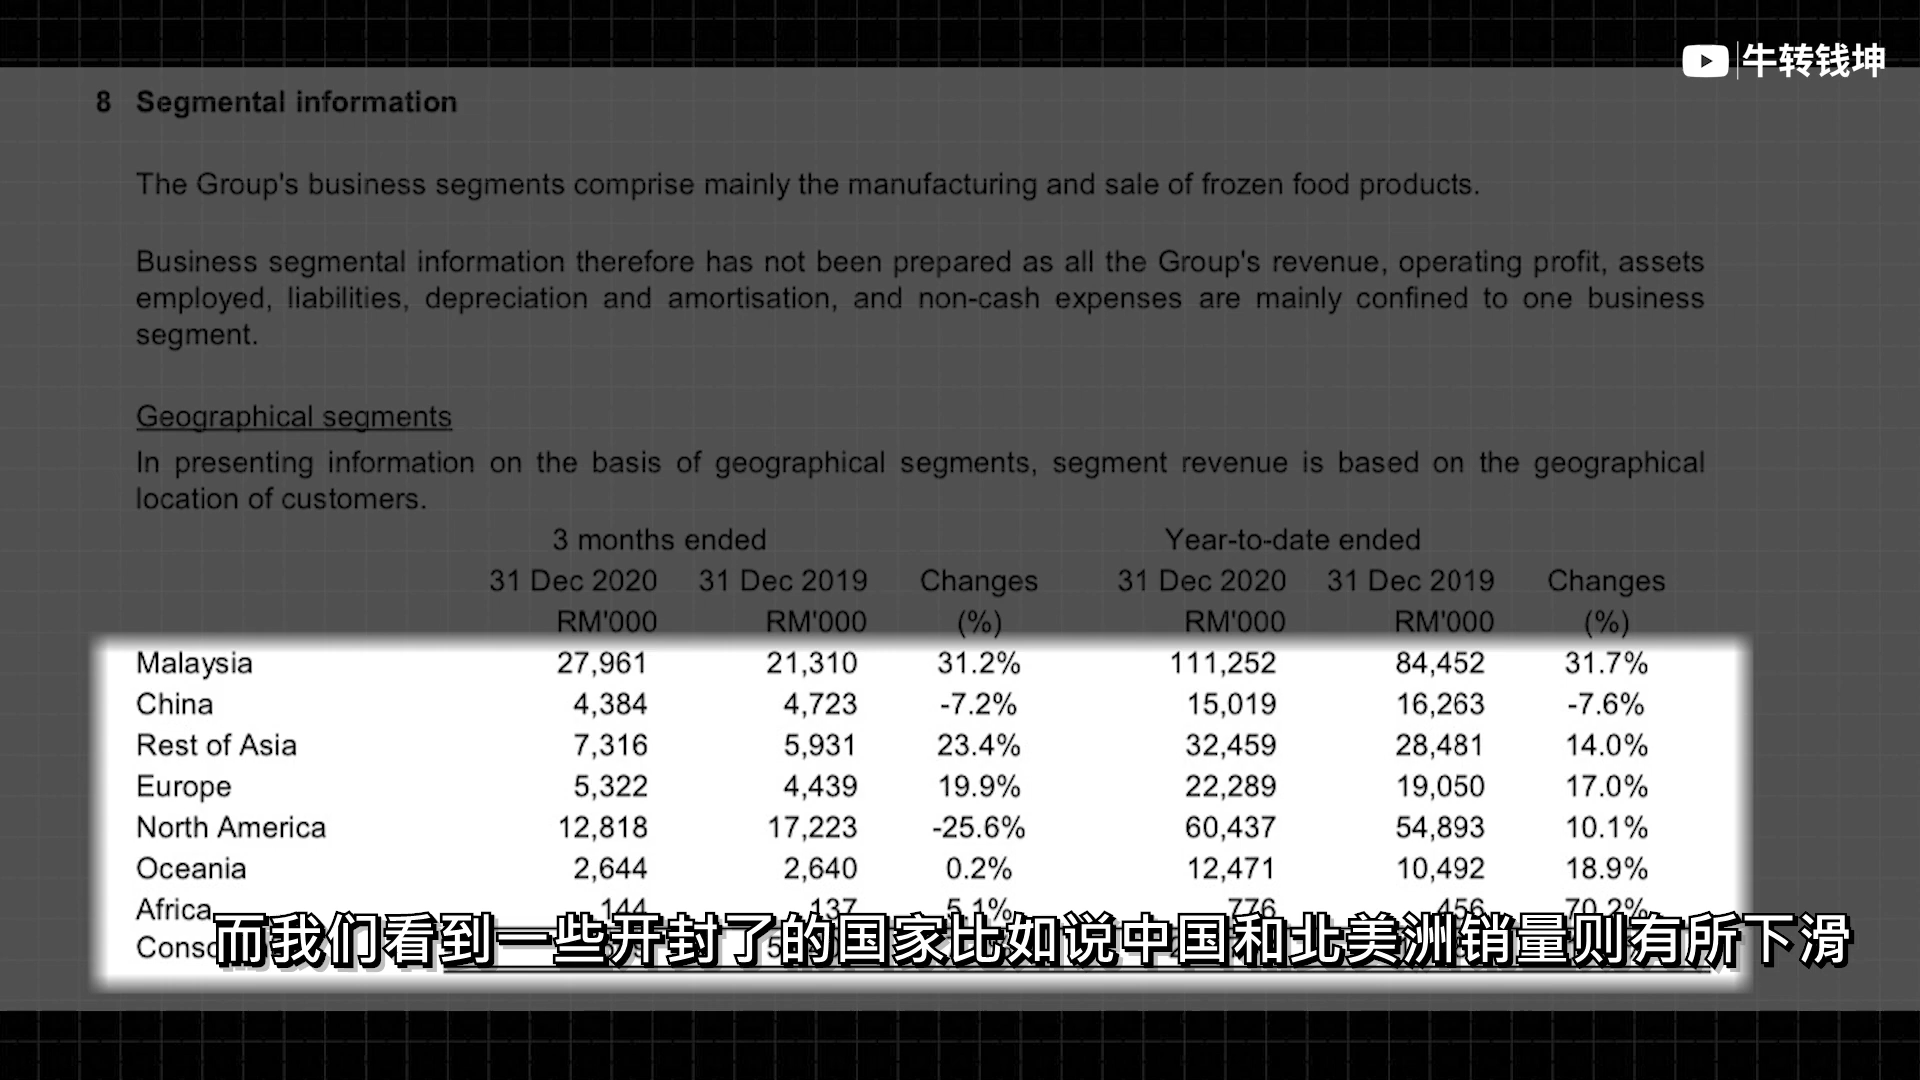 牛转钱坤
8 Segmental information
The Group's business segments comprise mainly the manufacturing and sale of frozen food products.
Business segmental information therefore has not been prepared as all the Group's revenue, operating profit, assets
employed, liabilities, depreciation and amortisation, and non-cash expenses are mainly confined to one business
segment.
Geographical segments
In presenting information on the basis of geographical segments, segment revenue is based on the geographical
location of customers.
3 months ended Year-to-date ended
31 Dec 2020 31 Dec 2019 Changes 31 Dec 2020 31 Dec 2019 Changes
RM'000 RM'000 (%) RM'000 RM'000 (%)
Malaysia 27,961 21,310 31.2% 111,252 84,452 31.7%
China 4,384 4,723 -7.2% 15,019 16,263 -7.6%
Rest of Asia 7,316 5,931 23.4% 32,459 28,481 14.0%
Europe 5,322 4,439 19.9% 22,289 19,050 17.0%
North America 12,818 17,223 -25.6% 60,437 54,893 10.1%
Oceania 2,644 2,640 0.2% 12,471 10,492 18.9%
Africa 144 137 5.1% 776 456 70.2%
而我们看到一些开封了的国家比如说中国和北美洲销量则有所下滑